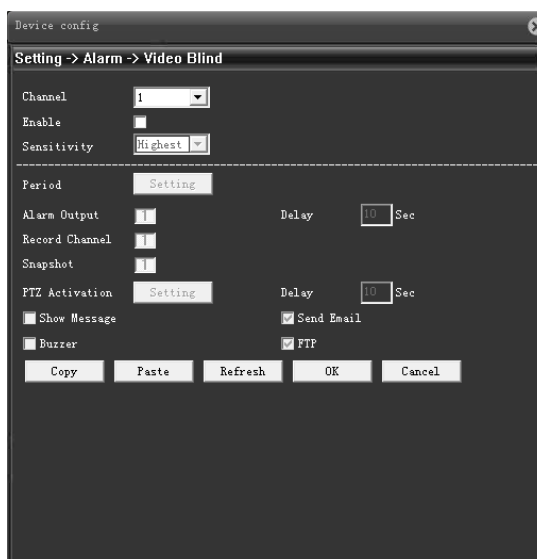 Device config
Setting -> Alarm -> Video Blind
Channel 1
Enable
Sensitivity Highest
Period Setting
Alarm Output 1 Delay 10 Sec
Record Channel 1
Snapshot 1
PTZ Activation Setting Delay 10 Sec
Show Message Send Email
Buzzer FTP
Copy Paste Refresh OK Cancel